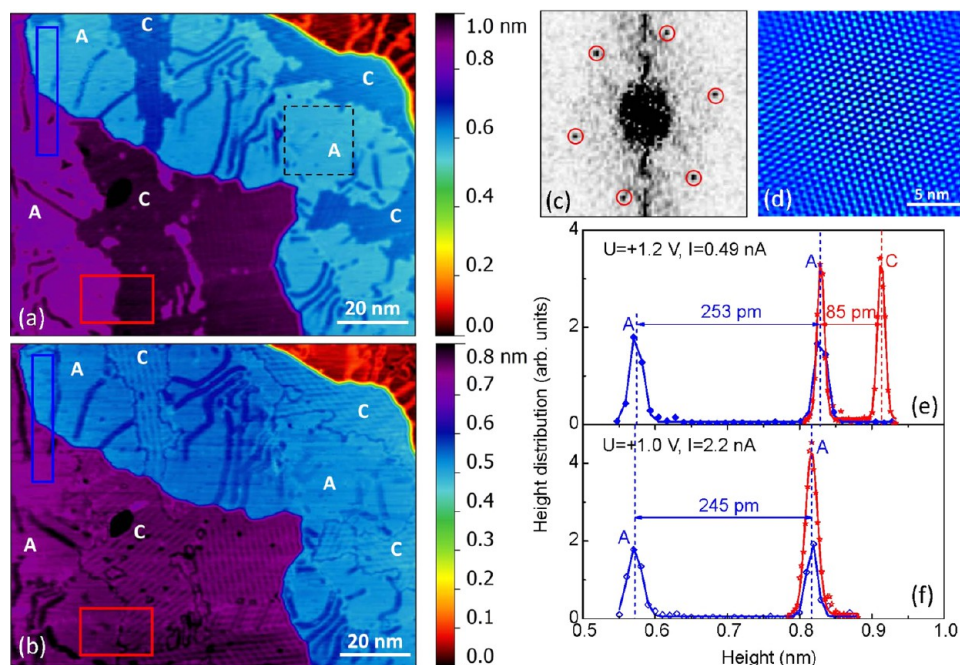 A
C
C
A
C
A
C
(a)
20 nm
1.0 nm
0.8
0.6
0.4
0.2
0.0
C
C
A
A
C
A
C
(b)
20 nm
0.8 nm
0.7
0.6
0.5
0.4
0.3
0.2
0.1
0.0 nm
(c)
(d)
5 nm
Height distribution (arb. units)
4
2
0
U=+1.2 V, I=0.49 nA
A
A
C
253 pm
85 pm
(e)
4
2
0
U=+1.0 V, I=2.2 nA
A
A
245 pm
(f)
0.5 0.6 0.7 0.8 0.9 1.0
Height (nm)